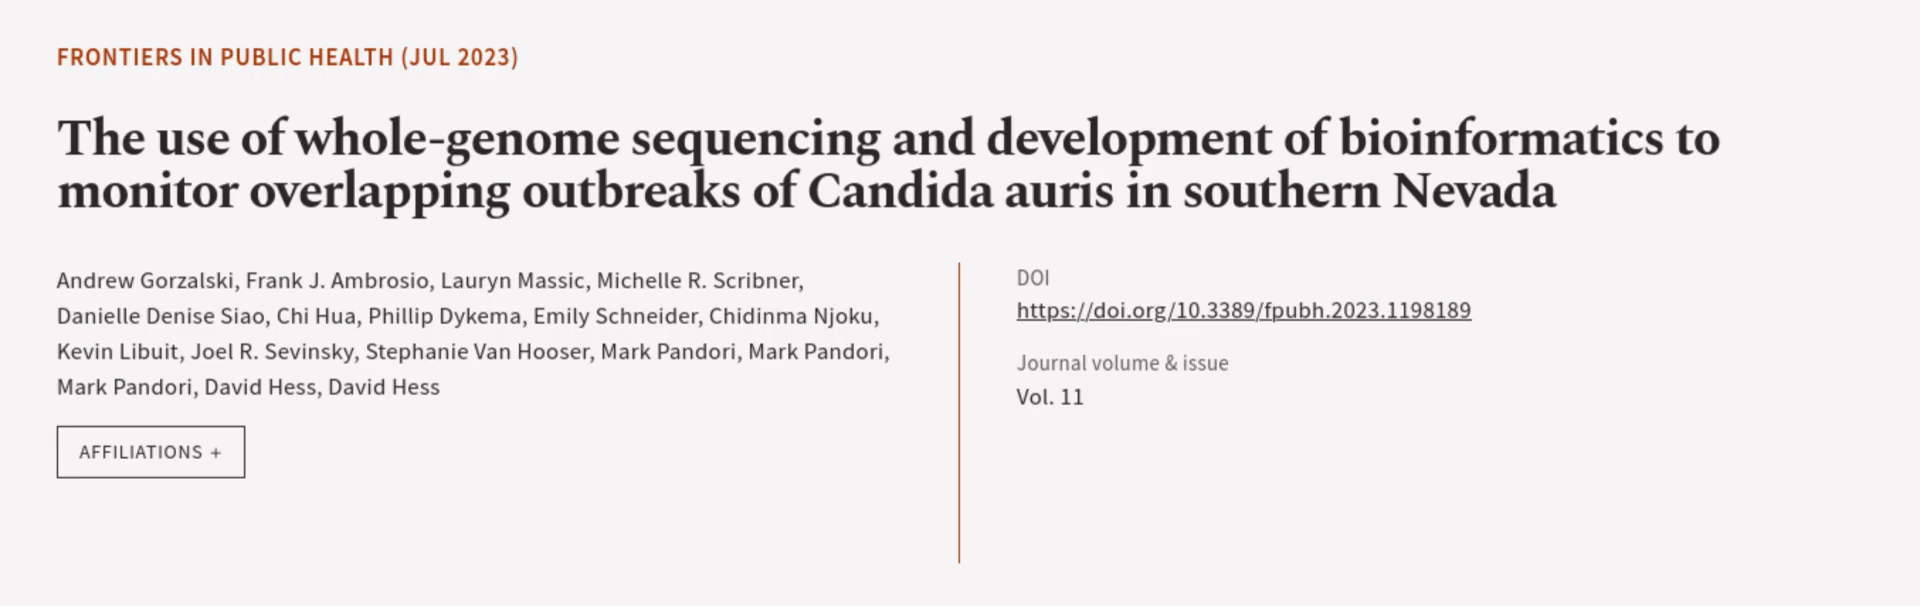 FRONTIERS IN PUBLIC HEALTH (JUL 2023)
The use of whole-genome sequencing and development of bioinformatics to
monitor overlapping outbreaks of Candida auris in southern Nevada
Andrew Gorzalski, Frank J. Ambrosio, Lauryn Massic, Michelle R. Scribner,
Danielle Denise Siao, Chi Hua, Phillip Dykema, Emily Schneider, Chidinma Njoku,
Kevin Libuit, Joel R. Sevinsky, Stephanie Van Hooser, Mark Pandori, Mark Pandori,
Mark Pandori, David Hess, David Hess
AFFILIATIONS +
DOI
https://doi.org/10.3389/fpubh.2023.1198189
Journal volume & issue
Vol. 11